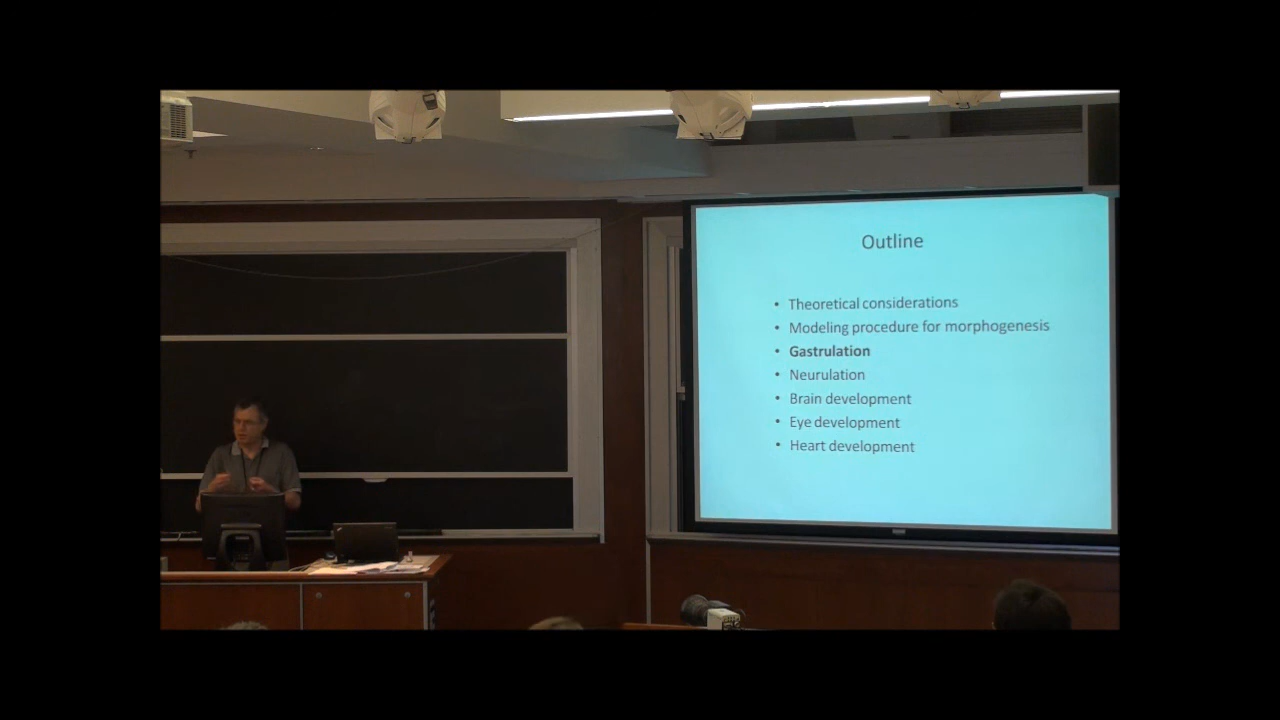 Outline
• Theoretical considerations
• Modeling procedure for morphogenesis
• Gastrulation
• Neurulation
• Brain development
• Eye development
• Heart development